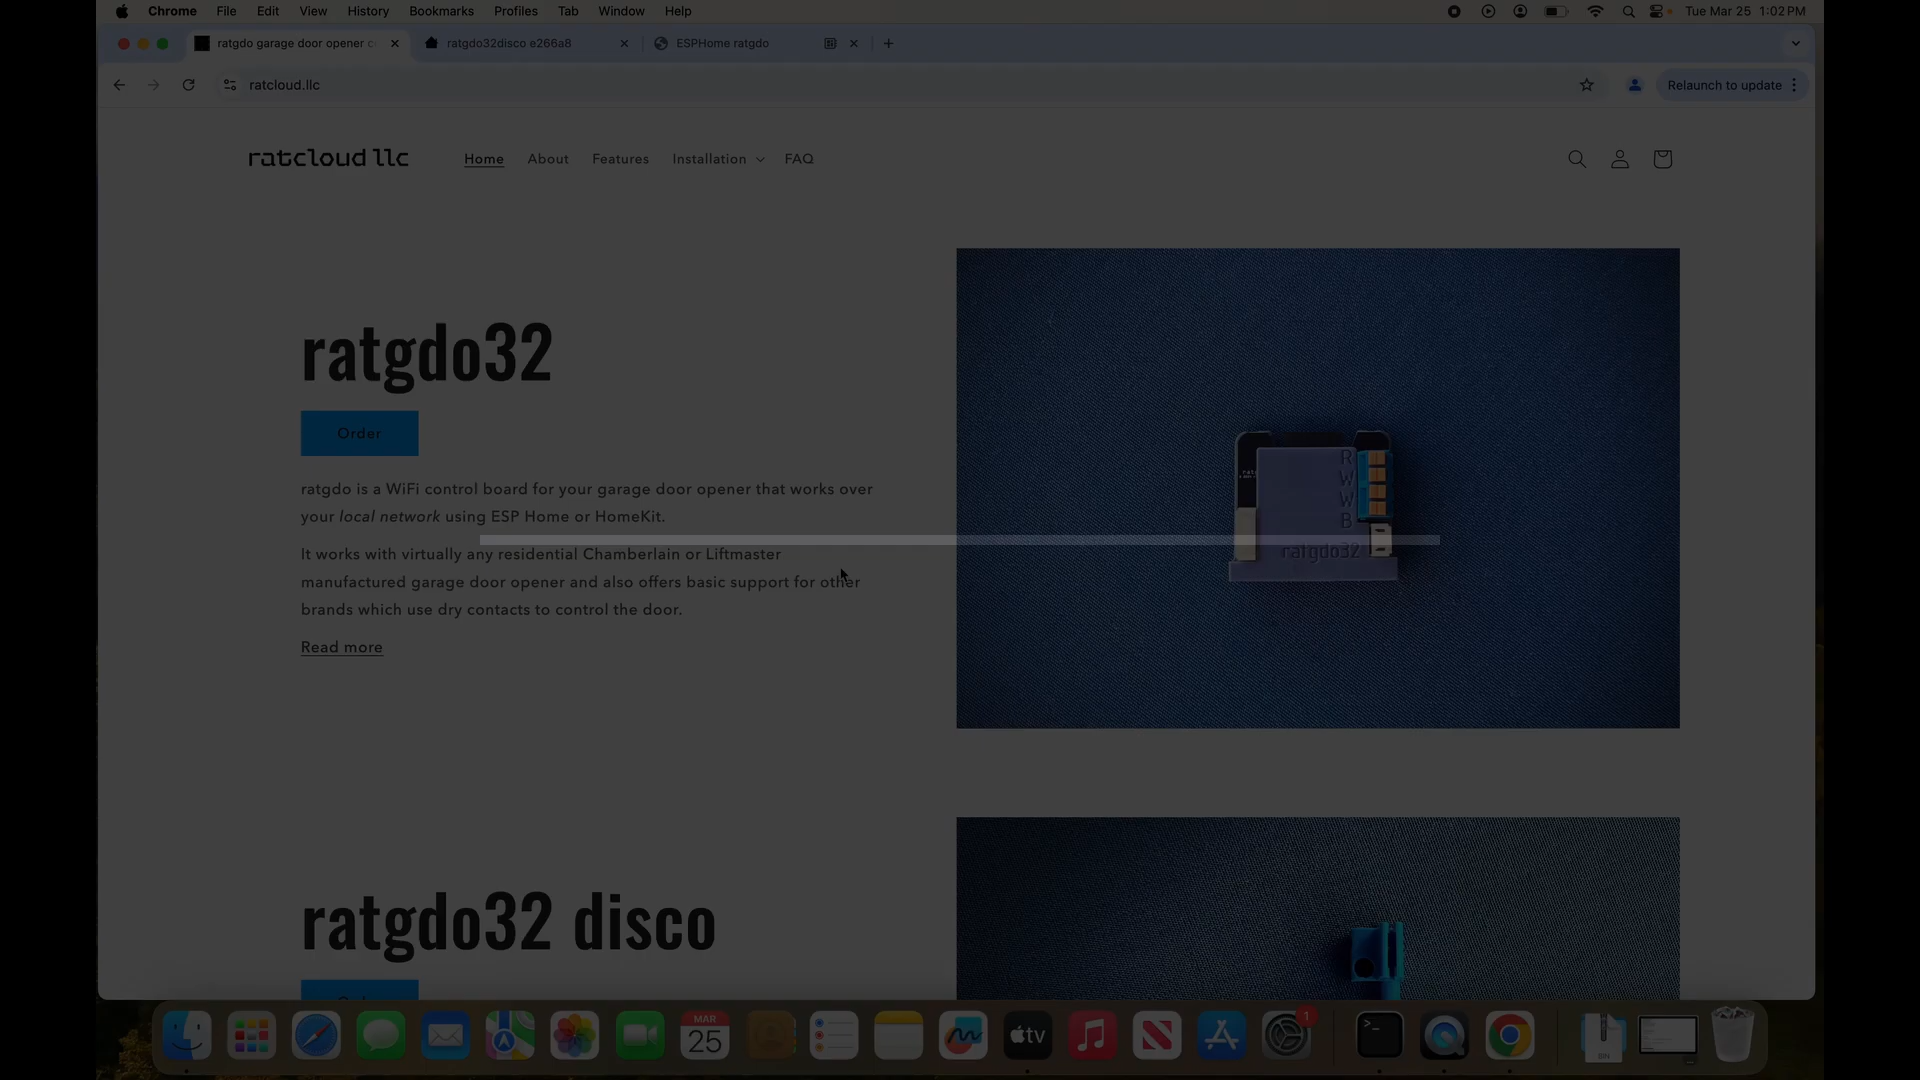 Chrome File Edit View History Bookmarks Profiles Tab Window Help Tue Mar 25 1:02 PM
ratgdo garage door opener c ratgdo32disco e266a8 ESPHome ratgdo
ratcloud.llc Relaunch to update
ratcloud llc Home About Features Installation FAQ
ratgdo32
Order
ratgdo is a WiFi control board for your garage door opener that works over
your local network using ESP Home or HomeKit.
It works with virtually any residential Chamberlain or Liftmaster
manufactured garage door opener and also offers basic support for other
brands which use dry contacts to control the door.
Read more
R
W
W
B
ratgdo32
ratgdo32 disco
MAR
25
tv
1